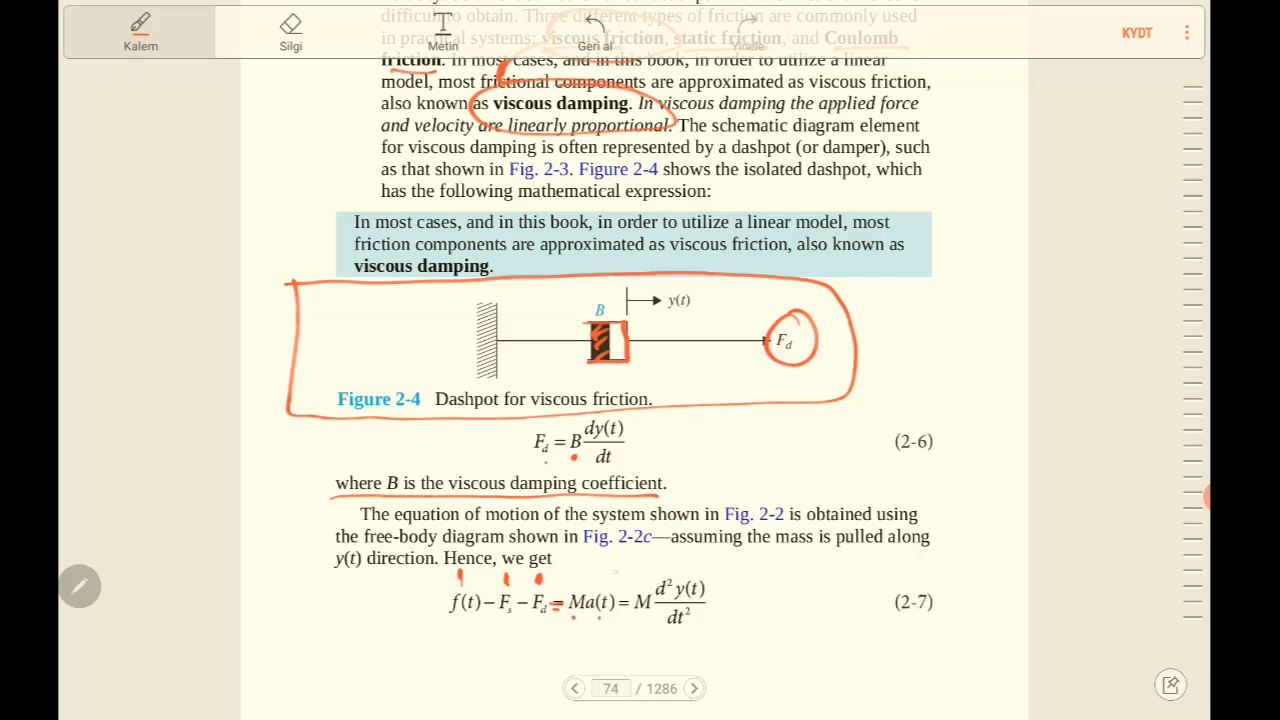 Kalem
Silgi
Metin
Geri al
Yinele
KYDT
difficult to obtain. Three different types of friction are commonly used
in practical systems: viscous friction, static friction, and Coulomb
friction. In most cases, and in this book, in order to utilize a linear
model, most frictional components are approximated as viscous friction,
also known as viscous damping. In viscous damping the applied force
and velocity are linearly proportional. The schematic diagram element
for viscous damping is often represented by a dashpot (or damper), such
as that shown in Fig. 2-3. Figure 2-4 shows the isolated dashpot, which
has the following mathematical expression:
In most cases, and in this book, in order to utilize a linear model, most
friction components are approximated as viscous friction, also known as
viscous damping.
B
y(t)
F_d
Figure 2-4 Dashpot for viscous friction.
F_d = B dy(t)/dt (2-6)
where B is the viscous damping coefficient.
The equation of motion of the system shown in Fig. 2-2 is obtained using
the free-body diagram shown in Fig. 2-2c—assuming the mass is pulled along
y(t) direction. Hence, we get
f(t) − F_s − F_d = Ma(t) = M d²y(t)/dt² (2-7)
74 / 1286